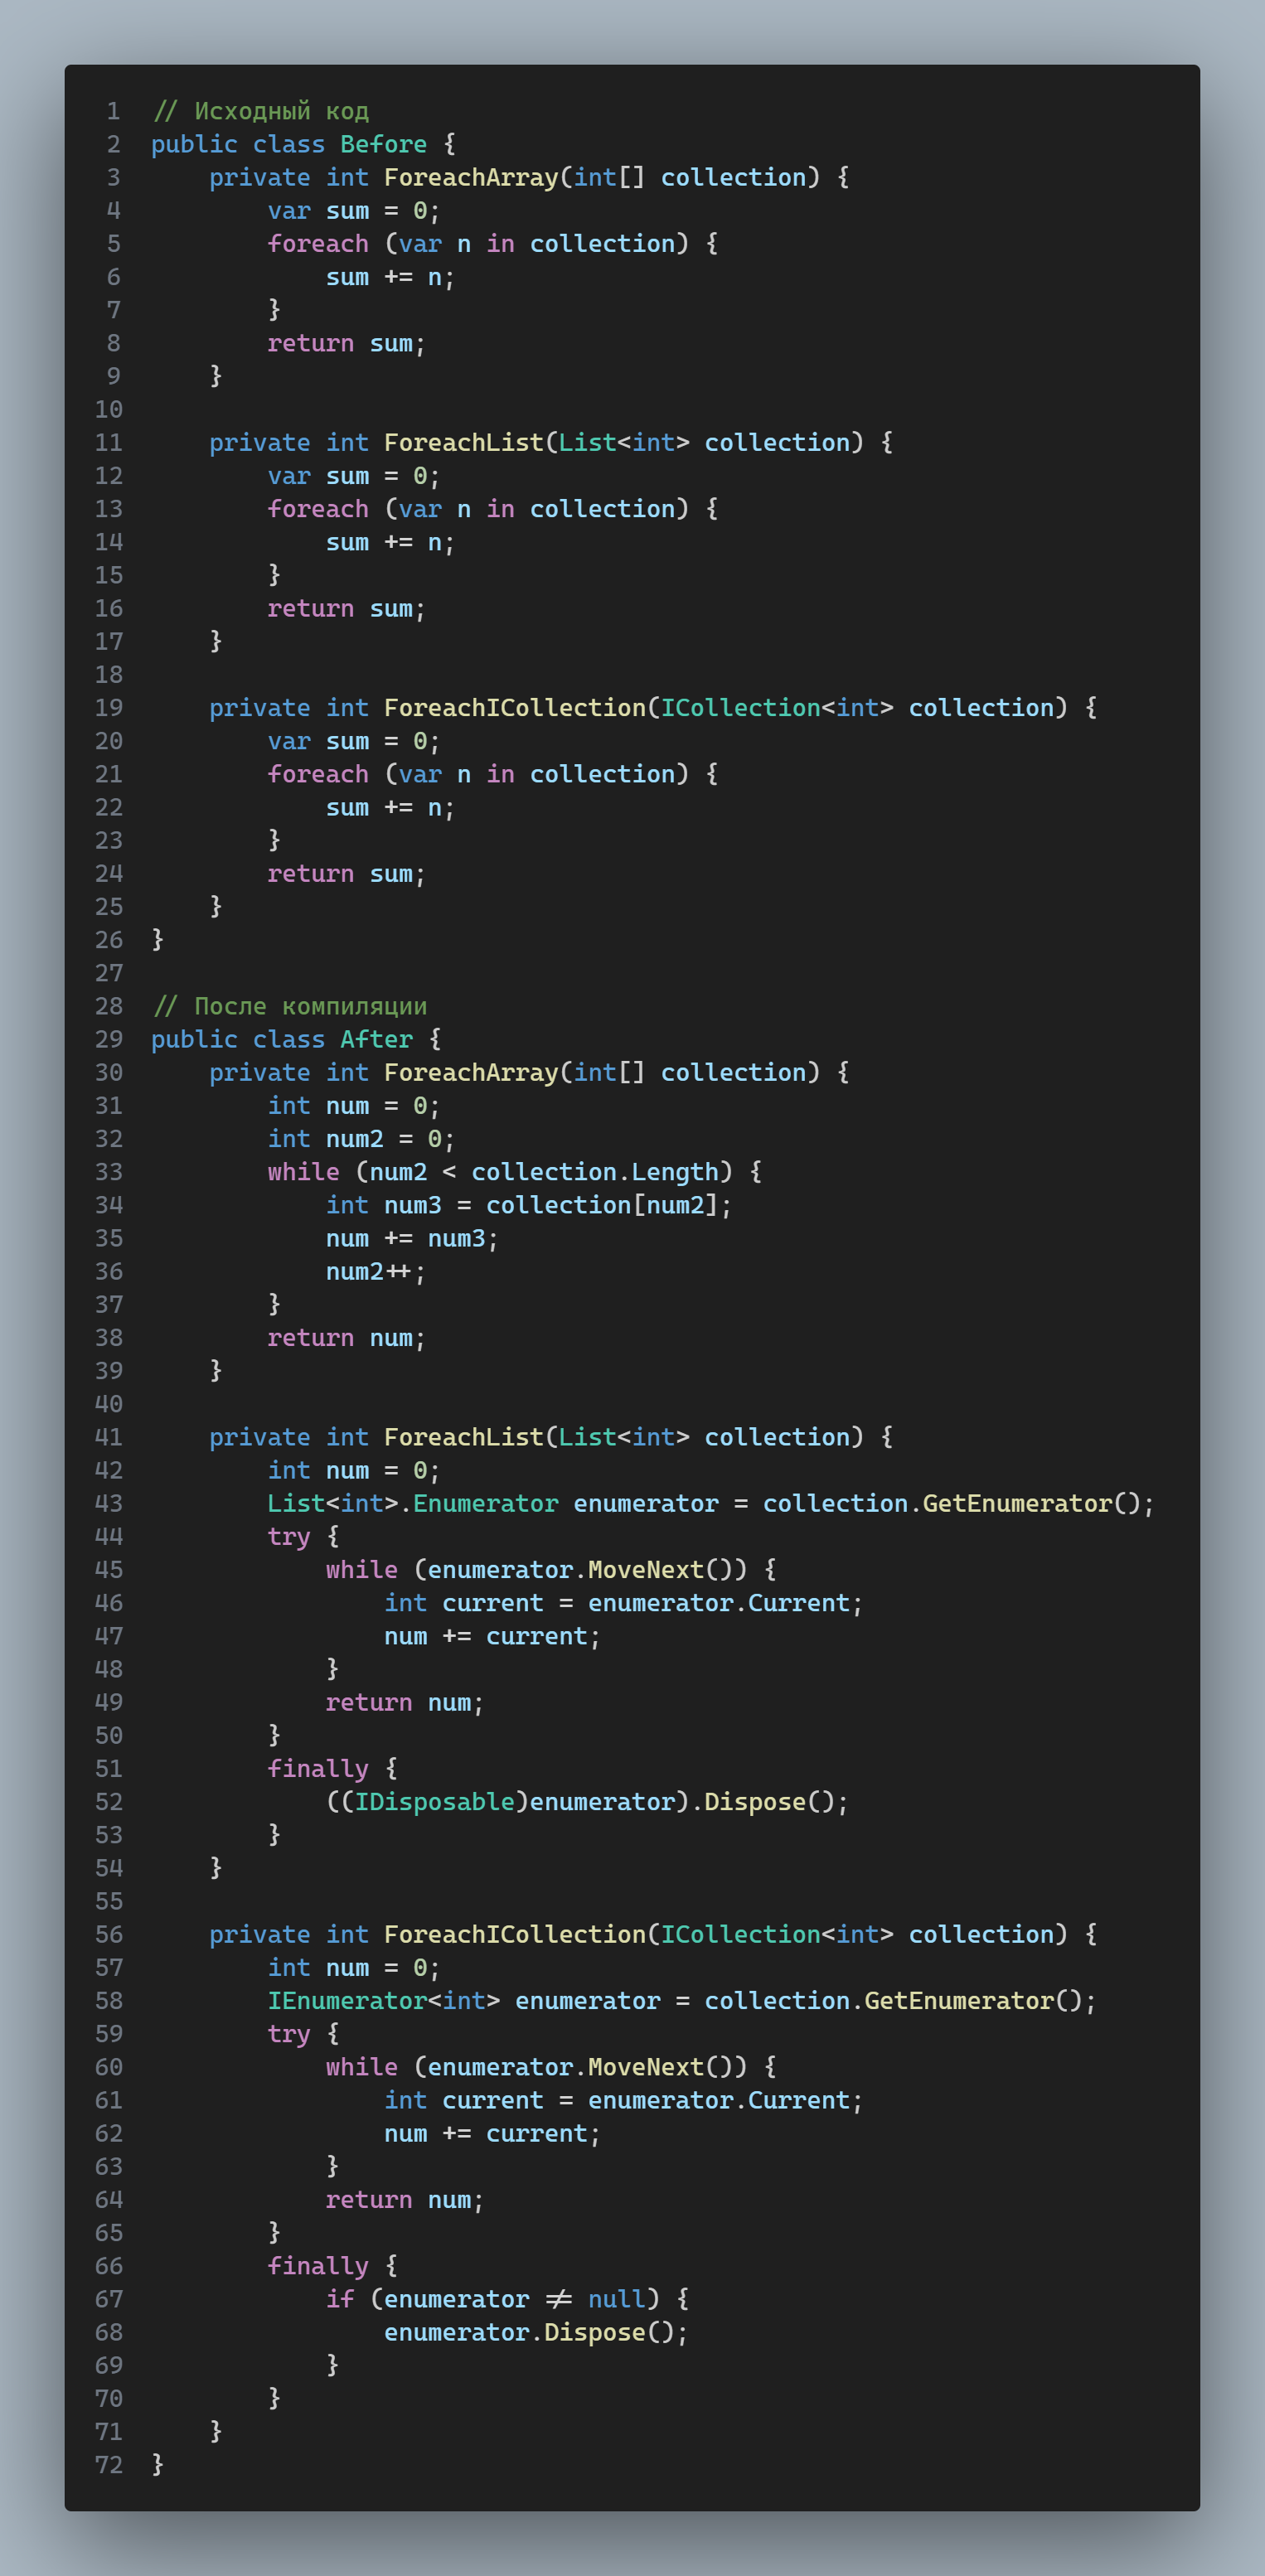 1 // Исходный код
2 public class Before {
3     private int ForeachArray(int[] collection) {
4         var sum = 0;
5         foreach (var n in collection) {
6             sum += n;
7         }
8         return sum;
9     }
10
11     private int ForeachList(List<int> collection) {
12         var sum = 0;
13         foreach (var n in collection) {
14             sum += n;
15         }
16         return sum;
17     }
18
19     private int ForeachICollection(ICollection<int> collection) {
20         var sum = 0;
21         foreach (var n in collection) {
22             sum += n;
23         }
24         return sum;
25     }
26 }
27
28 // После компиляции
29 public class After {
30     private int ForeachArray(int[] collection) {
31         int num = 0;
32         int num2 = 0;
33         while (num2 < collection.Length) {
34             int num3 = collection[num2];
35             num += num3;
36             num2++;
37         }
38         return num;
39     }
40
41     private int ForeachList(List<int> collection) {
42         int num = 0;
43         List<int>.Enumerator enumerator = collection.GetEnumerator();
44         try {
45             while (enumerator.MoveNext()) {
46                 int current = enumerator.Current;
47                 num += current;
48             }
49             return num;
50         }
51         finally {
52             ((IDisposable)enumerator).Dispose();
53         }
54     }
55
56     private int ForeachICollection(ICollection<int> collection) {
57         int num = 0;
58         IEnumerator<int> enumerator = collection.GetEnumerator();
59         try {
60             while (enumerator.MoveNext()) {
61                 int current = enumerator.Current;
62                 num += current;
63             }
64             return num;
65         }
66         finally {
67             if (enumerator != null) {
68                 enumerator.Dispose();
69             }
70         }
71     }
72 }